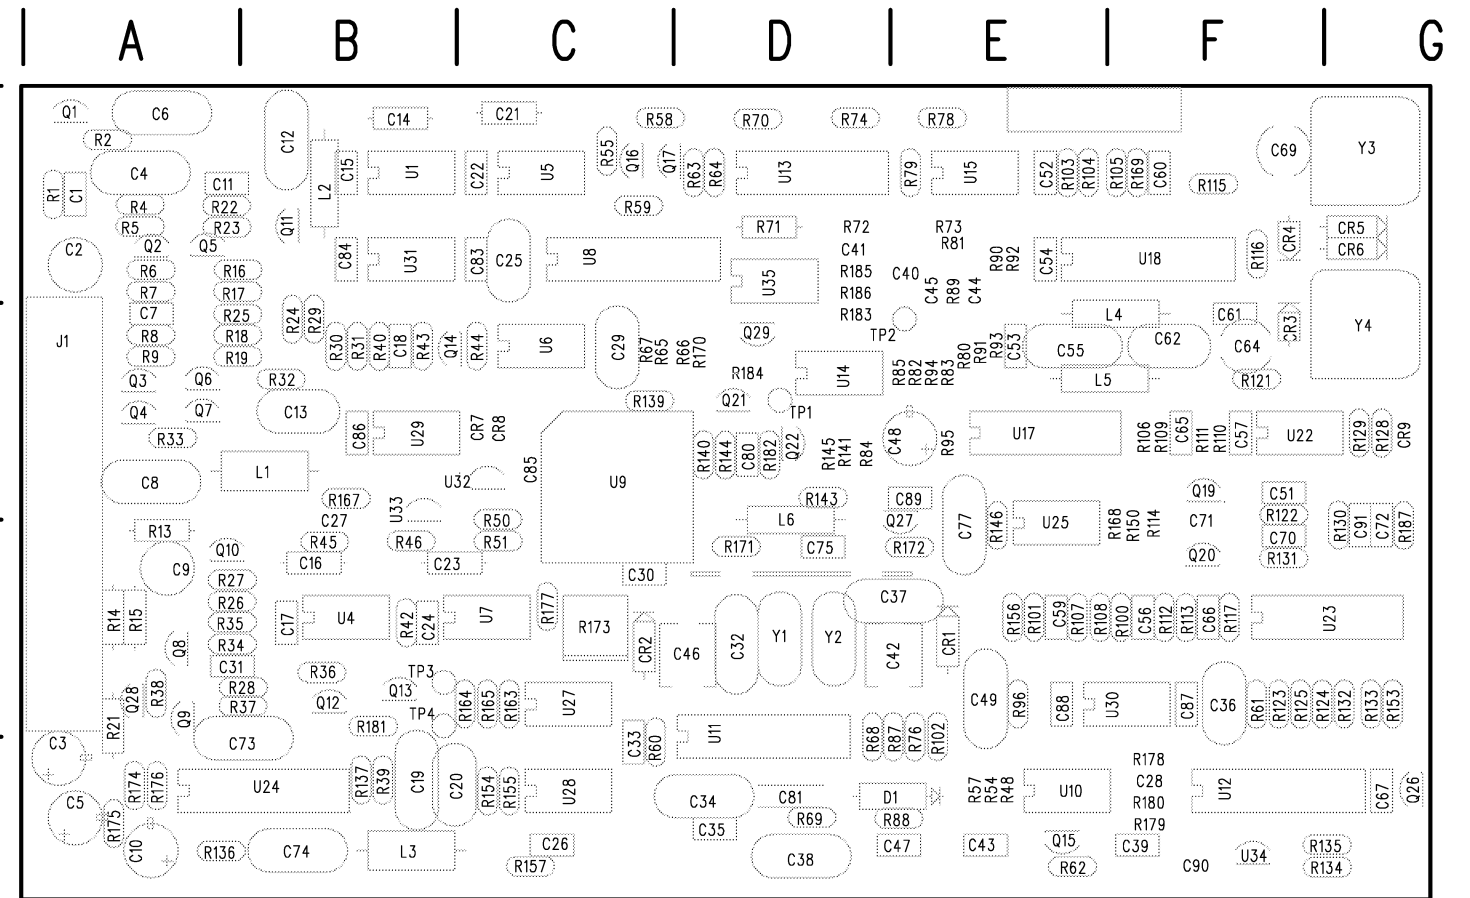 A B C D E F G
Q1 C6 C14 C21 R58 R70 R74 R78
R2 C12 C69 Y3
C4 C15 U1 C22 U5 R55 Q16 Q17 R63 R64 U13 R79 U15 C52 R103 R104 R105 R169 C60
R1 C1 C11 L2 R115
R4 R22 R59
R5 R23 Q11 R71 R72 R73 CR5
C2 Q2 Q5 C84 U31 C83 C25 U8 C41 R81 R90 R92 C54 U18 R116 CR4 CR6
R6 R16 U35 R185 C40
R7 R17 R186 C45 R89 C44
C7 R25 R24 R29 R183 L4 C61 CR3 Y4
J1 R8 R18 R30 R31 R40 C18 R43 Q14 R44 U6 C29 R67 R65 R66 R170 Q29 TP2 R80 R91 R93 C53 C55 C62 C64
R9 R19
Q3 Q6 R32 R184 U14 R85 R82 R94 R83 L5 R121
Q4 Q7 C13 R139 Q21 TP1
R33 C86 U29 CR7 CR8 R140 R144 C80 R182 Q22 R145 R141 R84 C48 R95 U17 R106 R109 C65 R111 R110 C57 U22 R129 R128 CR9
C8 L1 U32 C85 U9
R167 U33 R143 C89 Q19 C51
R13 C27 R50 L6 Q27 C77 R146 U25 R168 R150 R114 C71 R122 R130 C91 C72 R187
Q10 R45 R46 R51 R171 C75 R172 C70
C9 C16 C23 Q20 R131
R27 C30
R26 C37
R14 R15 R35 C17 U4 R42 C24 U7 R177 R173 CR2 C32 Y1 Y2 CR1 R156 R101 C59 R107 R108 R100 C56 R112 R113 C66 R117 U23
Q8 R34 C46 C42
C31 R36 TP3
Q28 R38 R28 Q12 Q13 R164 R165 R163 U27 C49 R96 C88 U30 C87 C36 R61 R123 R125 R124 R132 R133 R153
R21 Q9 R37 TP4
C3 C73 R181 C33 R60 U11 R68 R87 R76 R102
R174 R176 U24 R137 R39 C19 C20 R154 R155 U28 R178
C5 C34 C81 D1 R57 R54 R48 U10 C28 U12 C67 Q26
R175 R69 R88 R180
C10 C35 R179
R136 C74 L3 C26 C38 C47 C43 Q15 C39 U34 R135
R157 R62 C90 R134